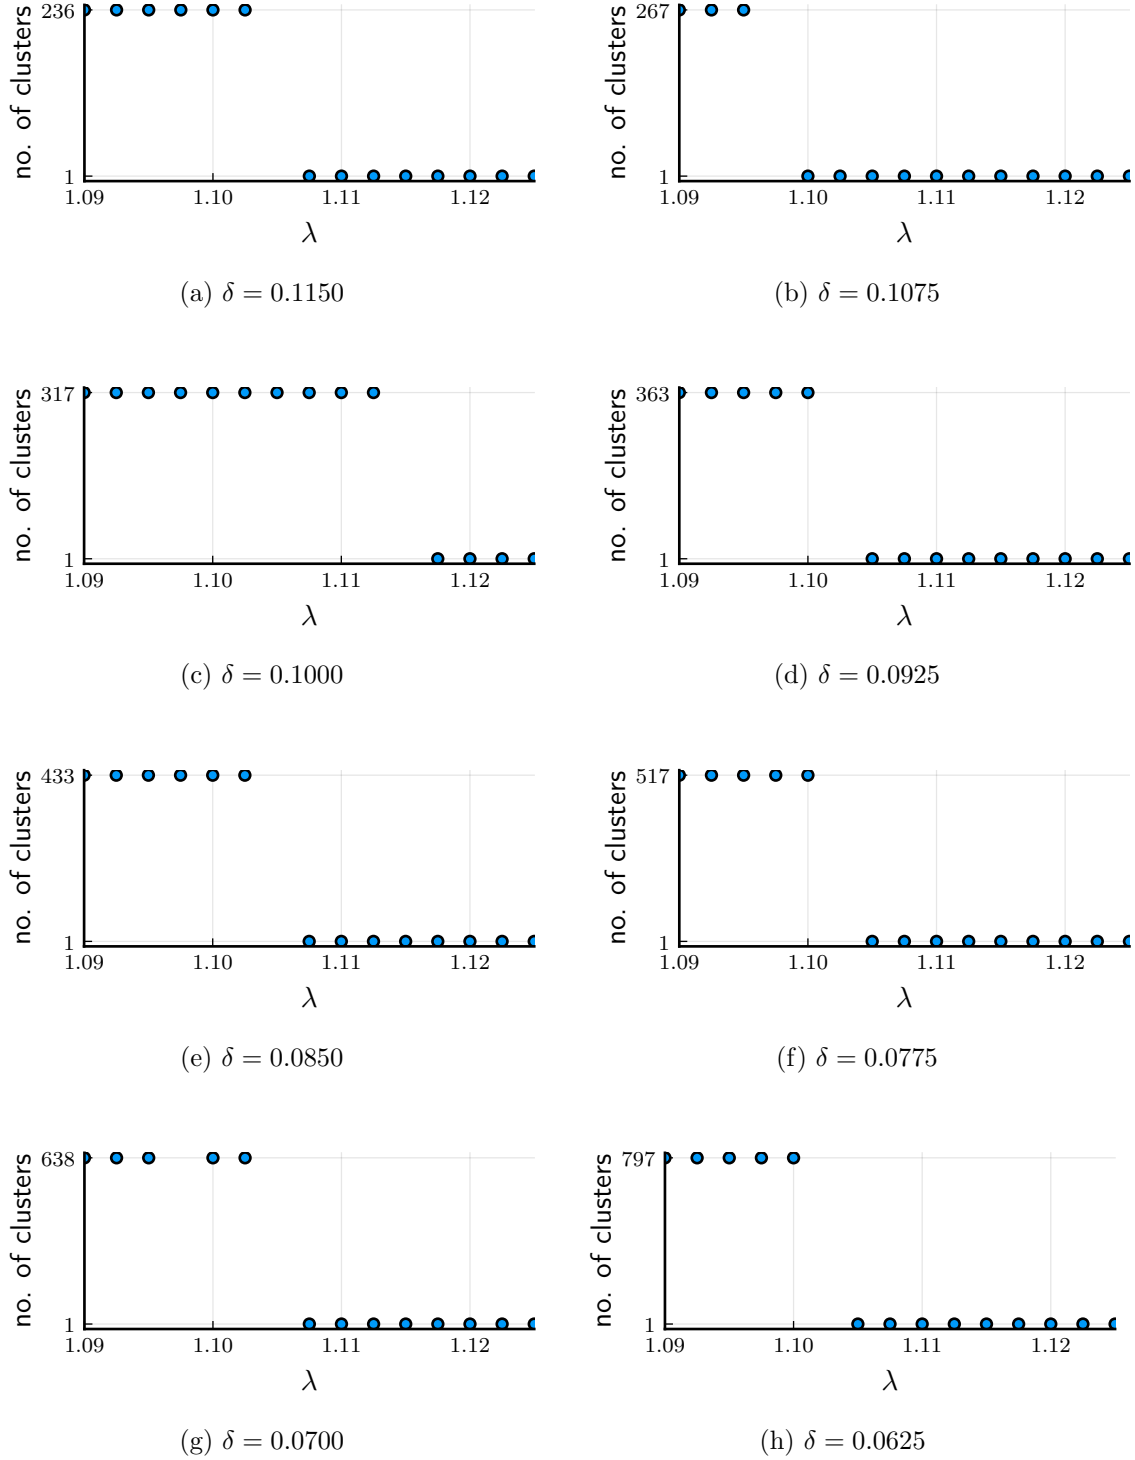 no. of clusters
236
1
1.09 1.10 1.11 1.12
λ
(a) δ = 0.1150
no. of clusters
267
1
1.09 1.10 1.11 1.12
λ
(b) δ = 0.1075
no. of clusters
317
1
1.09 1.10 1.11 1.12
λ
(c) δ = 0.1000
no. of clusters
363
1
1.09 1.10 1.11 1.12
λ
(d) δ = 0.0925
no. of clusters
433
1
1.09 1.10 1.11 1.12
λ
(e) δ = 0.0850
no. of clusters
517
1
1.09 1.10 1.11 1.12
λ
(f) δ = 0.0775
no. of clusters
638
1
1.09 1.10 1.11 1.12
λ
(g) δ = 0.0700
no. of clusters
797
1
1.09 1.10 1.11 1.12
λ
(h) δ = 0.0625